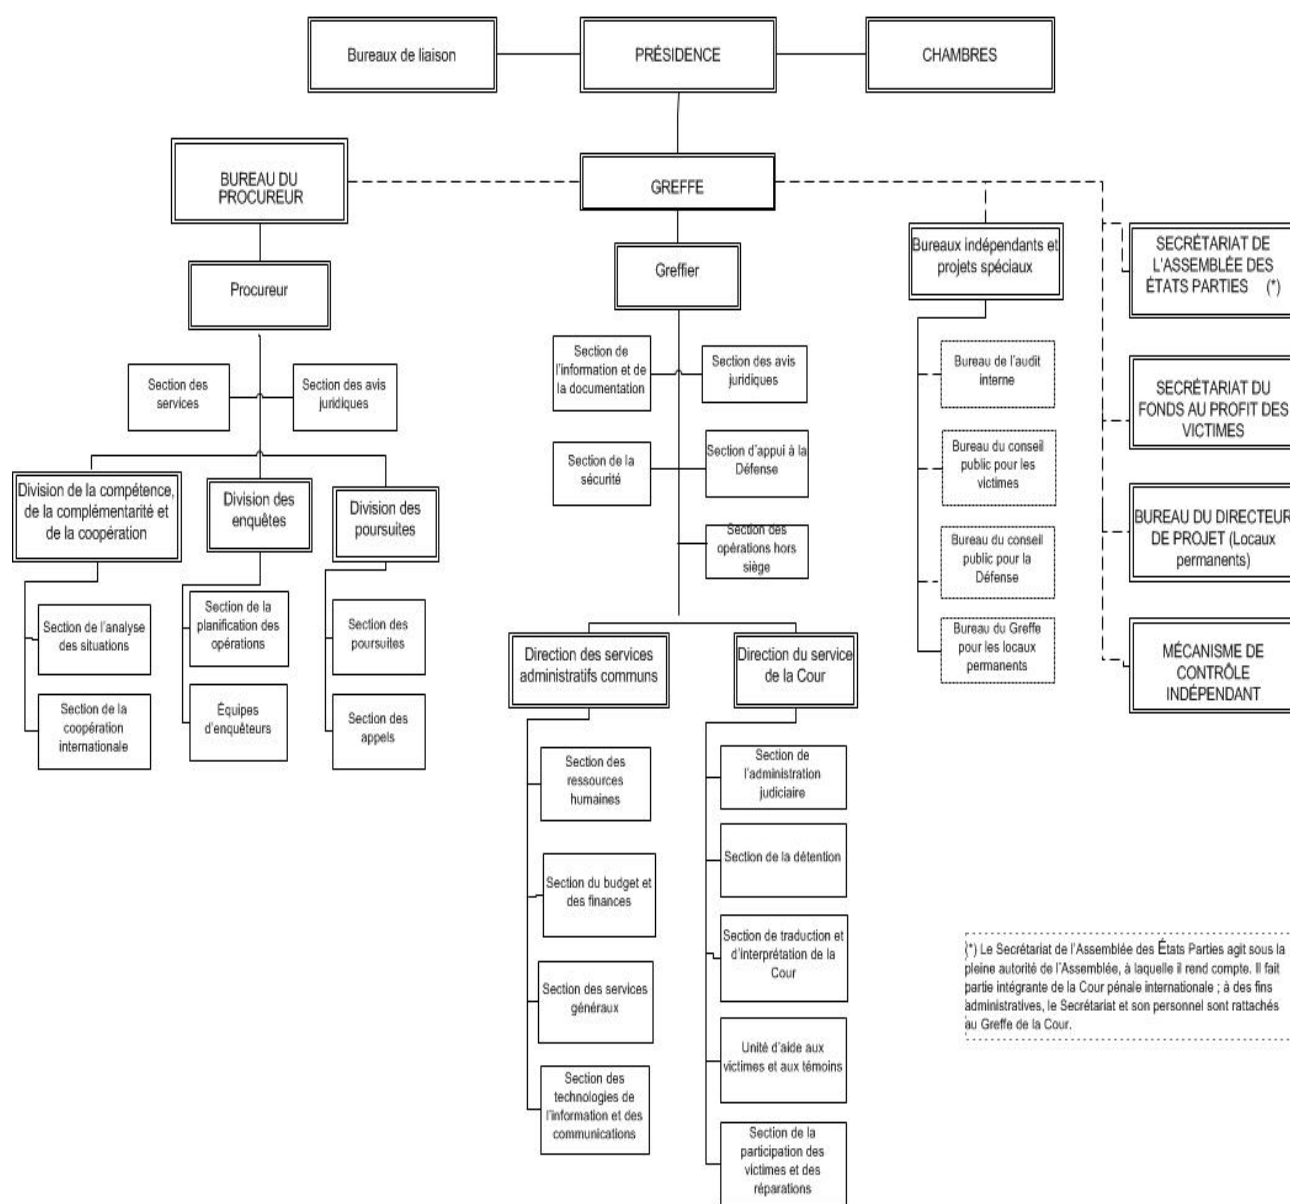 Bureaux de liaison
PRÉSIDENCE
CHAMBRES
BUREAU DU
PROCUREUR
GREFFE
Procureur
Greffier
Bureaux indépendants et
projets spéciaux
SECRÉTARIAT DE
L'ASSEMBLÉE DES
ÉTATS PARTIES (*)
Section des
services
Section des avis
juridiques
Section de
l'information et de
la documentation
Section des avis
juridiques
Bureau de l'audit
interne
SECRÉTARIAT DU
FONDS AU PROFIT DES
VICTIMES
Section de la
sécurité
Section d'appui à la
Défense
Bureau du conseil
public pour les
victimes
Division de la compétence,
de la complémentarité et
de la coopération
Division des
enquêtes
Division des
poursuites
Section des
opérations hors
siège
Bureau du conseil
public pour la
Défense
BUREAU DU DIRECTEUR
DE PROJET (Locaux
permanents)
Section de l'analyse
des situations
Section de la
planification des
opérations
Section des
poursuites
Direction des services
administratifs communs
Direction du service
de la Cour
Bureau du Greffe
pour les locaux
permanents
MÉCANISME DE
CONTRÔLE
INDÉPENDANT
Section de la
coopération
internationale
Équipes
d'enquêteurs
Section des
appels
Section des
ressources
humaines
Section de
l'administration
judiciaire
Section du budget et
des finances
Section de la détention
Section des services
généraux
Section de traduction et
d'interprétation de la
Cour
Section des
technologies de
l'information et des
communications
Unité d'aide aux
victimes et aux témoins
Section de la
participation des
victimes et des
réparations
(*) Le Secrétariat de l'Assemblée des États Parties agit sous la
pleine autorité de l'Assemblée, à laquelle il rend compte. Il fait
partie intégrante de la Cour pénale internationale ; à des fins
administratives, le Secrétariat et son personnel sont rattachés
au Greffe de la Cour.